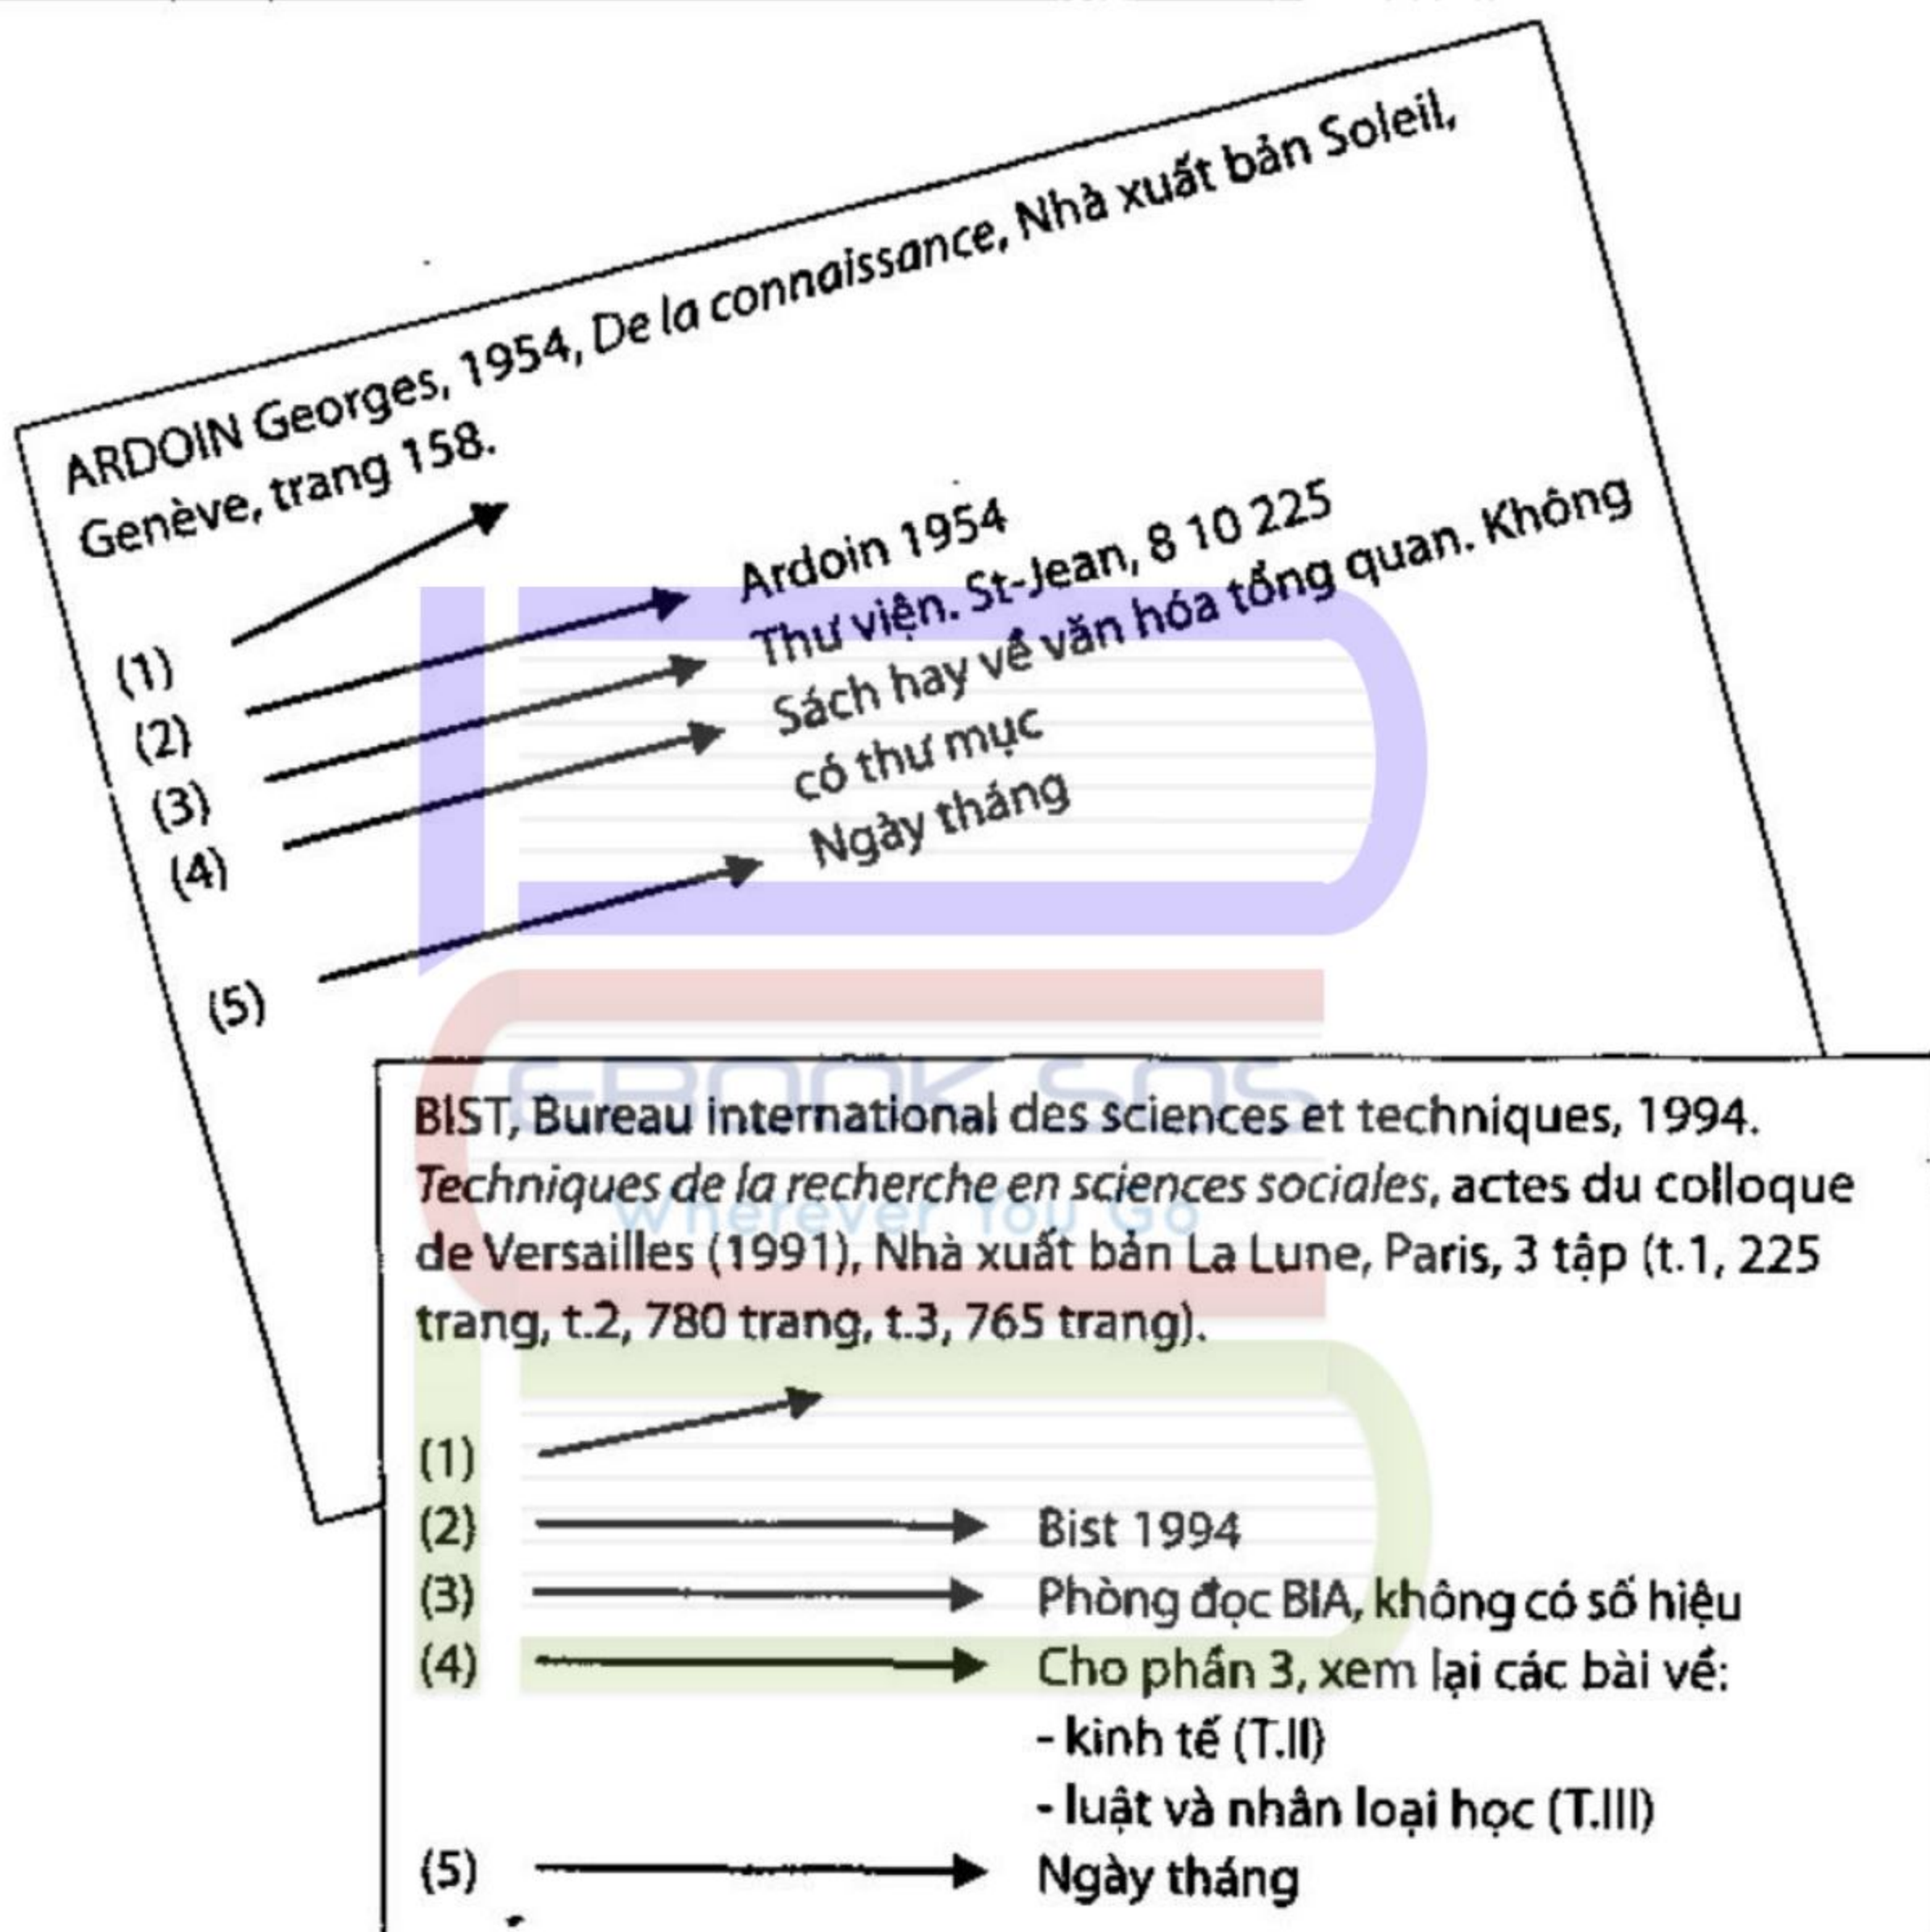 ARDOIN Georges, 1954, De la connaissance, Nhà xuất bản Soleil,
Genève, trang 158.
(1)
(2) Ardoin 1954
(3) Thư viện. St-Jean, 8 10 225
(4) Sách hay về văn hóa tổng quan. Không
có thư mục
(5) Ngày tháng
EBOOK SOS
Wherever You Go
BIST, Bureau international des sciences et techniques, 1994.
Techniques de la recherche en sciences sociales, actes du colloque
de Versailles (1991), Nhà xuất bản La Lune, Paris, 3 tập (t.1, 225
trang, t.2, 780 trang, t.3, 765 trang).
(1)
(2) Bist 1994
(3) Phòng đọc BIA, không có số hiệu
(4) Cho phần 3, xem lại các bài về:
- kinh tế (T.II)
- luật và nhân loại học (T.III)
(5) Ngày tháng